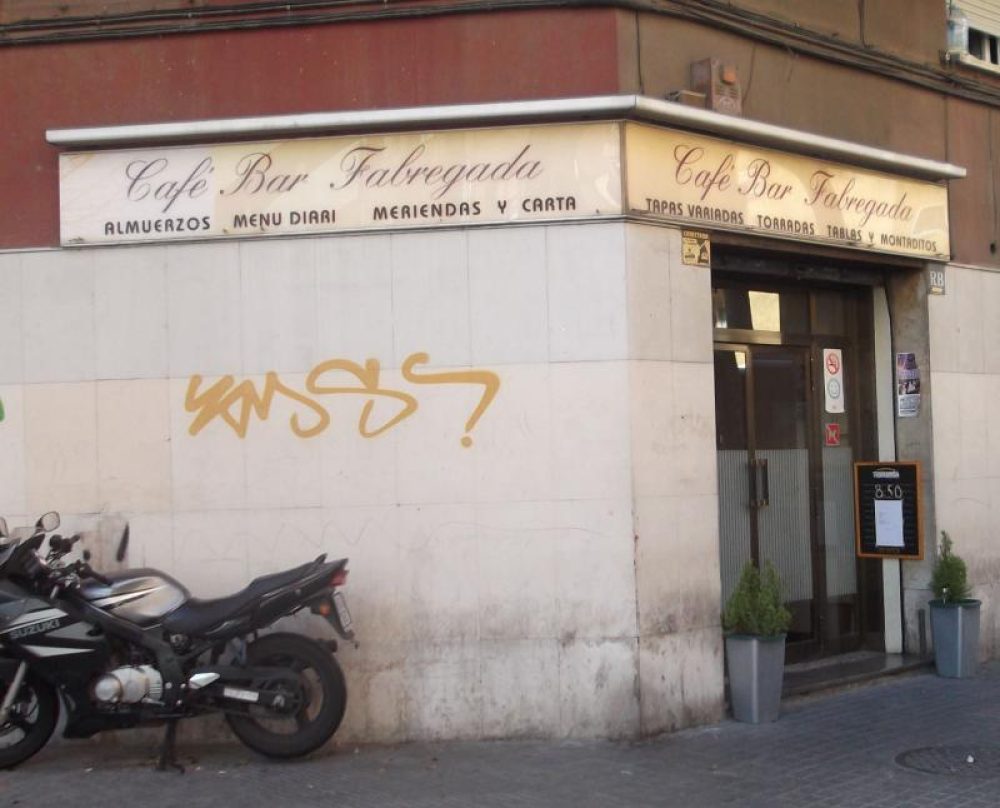 Café Bar Fabregada
ALMUERZOS MENU DIARI MERIENDAS Y CARTA
Café Bar Fabregada
TAPAS VARIADAS TORRADAS TABLAS Y MONTADITOS
RB
8.50
SUZUKI